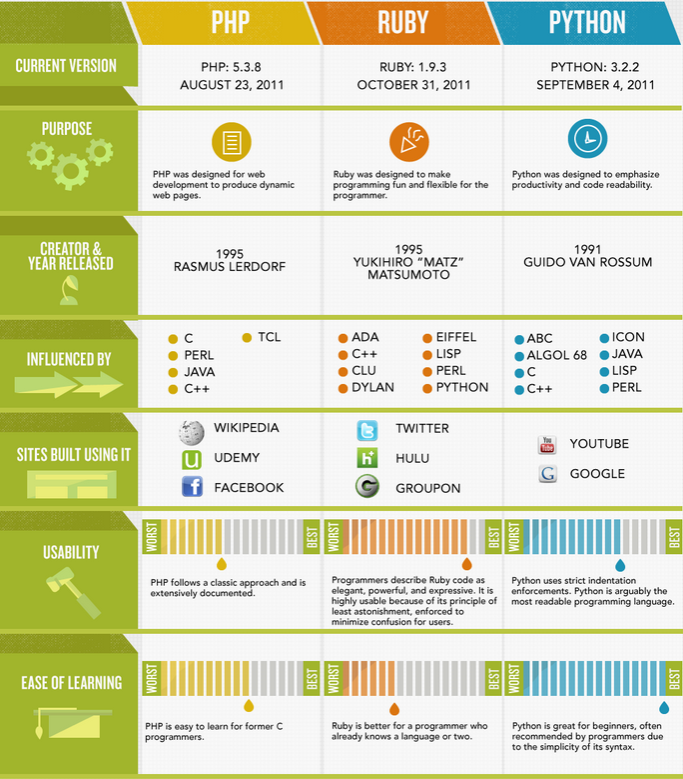 PHP
RUBY
PYTHON
CURRENT VERSION
PHP: 5.3.8
AUGUST 23, 2011
RUBY: 1.9.3
OCTOBER 31, 2011
PYTHON: 3.2.2
SEPTEMBER 4, 2011
PURPOSE
PHP was designed for web
development to produce dynamic
web pages.
Ruby was designed to make
programming fun and flexible for the
programmer.
Python was designed to emphasize
productivity and code readability.
CREATOR &
YEAR RELEASED
1995
RASMUS LERDORF
1995
YUKIHIRO “MATZ”
MATSUMOTO
1991
GUIDO VAN ROSSUM
INFLUENCED BY
C
PERL
JAVA
C++
TCL
ADA
C++
CLU
DYLAN
EIFFEL
LISP
PERL
PYTHON
ABC
ALGOL 68
C
C++
ICON
JAVA
LISP
PERL
SITES BUILT USING IT
WIKIPEDIA
U UDEMY
f FACEBOOK
t TWITTER
h+ HULU
G GROUPON
You Tube YOUTUBE
G GOOGLE
USABILITY
WORST
BEST
PHP follows a classic approach and is
extensively documented.
WORST
BEST
Programmers describe Ruby code as
elegant, powerful, and expressive. It is
highly usable because of its principle of
least astonishment, enforced to
minimize confusion for users.
WORST
BEST
Python uses strict indentation
enforcements. Python is arguably the
most readable programming language.
EASE OF LEARNING
WORST
BEST
PHP is easy to learn for former C
programmers.
WORST
BEST
Ruby is better for a programmer who
already knows a language or two.
WORST
BEST
Python is great for beginners, often
recommended by programmers due
to the simplicity of its syntax.